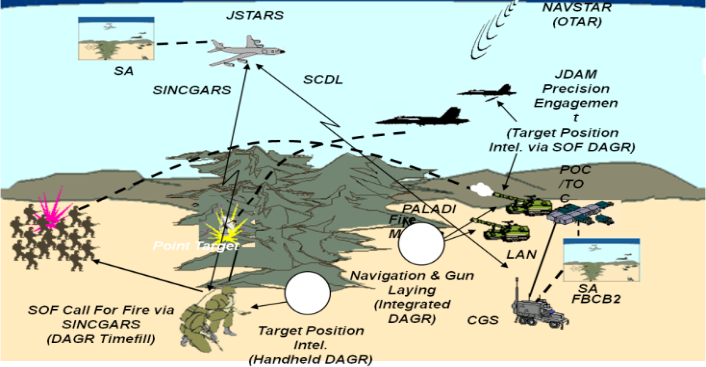 JSTARS
NAVSTAR
(OTAR)
SA
SINCGARS
SCDL
JDAM
Precision
Engagemen
t
(Target Position
Intel. via SOF DAGR)
POC
/TO
C
PALADI
Fire
M
Point Target
LAN
Navigation & Gun
Laying
(Integrated
DAGR)
SA
FBCB2
CGS
SOF Call For Fire via
SINCGARS
(DAGR Timefill)
Target Position
Intel.
(Handheld DAGR)